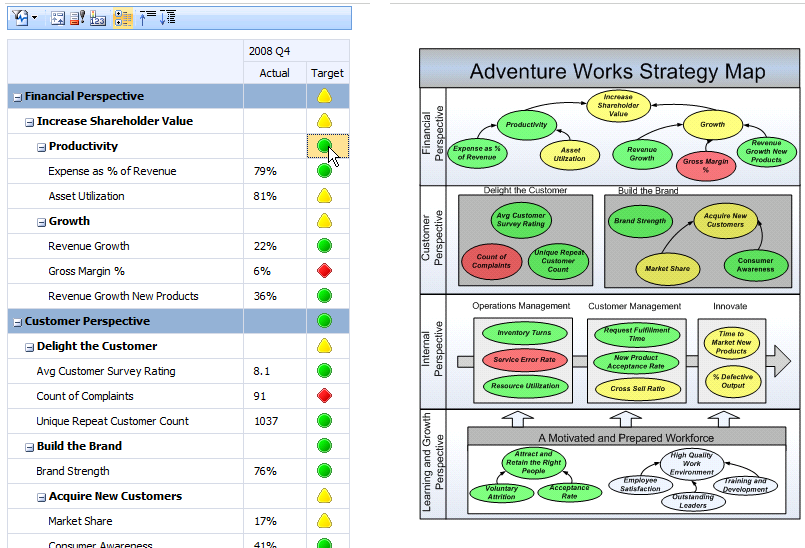 2008 Q4
Actual Target
Financial Perspective
Increase Shareholder Value
Productivity
Expense as % of Revenue 79%
Asset Utilization 81%
Growth
Revenue Growth 22%
Gross Margin % 6%
Revenue Growth New Products 36%
Customer Perspective
Delight the Customer
Avg Customer Survey Rating 8.1
Count of Complaints 91
Unique Repeat Customer Count 1037
Build the Brand
Brand Strength 76%
Acquire New Customers
Market Share 17%
Consumer Awareness 41%
Adventure Works Strategy Map
Financial
Perspective
Increase
Shareholder
Value
Productivity
Growth
Expense as %
of Revenue
Asset
Utilzation
Revenue
Growth
Gross Margin
%
Revenue
Growth New
Products
Customer
Perspective
Delight the Customer
Avg Customer
Survey Rating
Count of
Complaints
Unique Repeat
Customer
Count
Build the Brand
Brand Strength
Acquire New
Customers
Market Share
Consumer
Awareness
Internal
Perspective
Operations Management
Inventory Turns
Service Error Rate
Resource Utilization
Customer Management
Request Fulfillment
Time
New Product
Acceptance Rate
Cross Sell Ratio
Innovate
Time to
Market New
Products
% Defective
Output
Learning and Growth
Perspective
A Motivated and Prepared Workforce
Attract and
Retain the Right
People
Voluntary
Attrition
Acceptance
Rate
High Quality
Work
Environment
Employee
Satisfaction
Outstanding
Leaders
Training and
Development